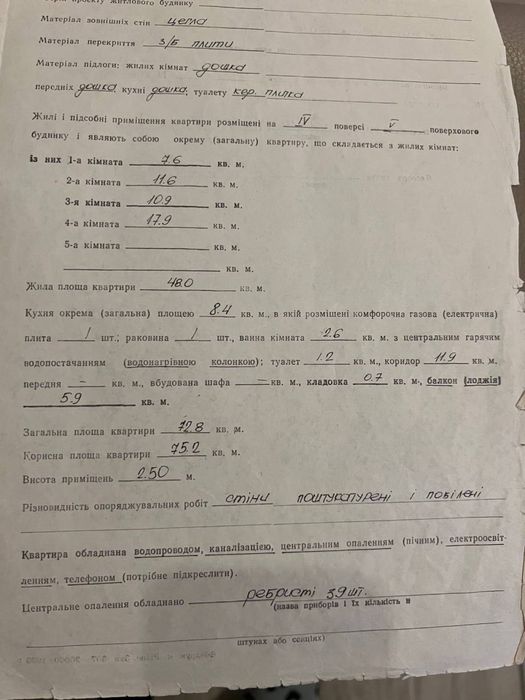 проекту житлового будинку
Матеріал зовнішніх стін цегла
Матеріал перекриття з/б плити
Матеріал підлоги: жилих кімнат дошка
передніх дошка, кухні дошка, туалету кер. плитка
Жилі і підсобні приміщення квартири розміщені на IV поверсі V поверхового
будинку і являють собою окрему (загальну) квартиру, що складається з жилих кімнат:
із них 1-а кімната 7.6 кв. м.
2-а кімната 11.6 кв. м.
3-я кімната 10.9 кв. м.
4-а кімната 17.9 кв. м.
5-а кімната кв. м.
кв. м.
Жила площа квартири 48.0 кв. м.
Кухня окрема (загальна) площею 8.4 кв. м., в якій розміщені комфорочна газова (електрична)
плита 1 шт.; раковина 1 шт., ванна кімната 2.6 кв. м. з центральним гарячим
водопостачанням (водонагрівною колонкою); туалет 1.2 кв. м., коридор 11.9 кв. м.
передня – кв. м., вбудована шафа – кв. м., кладовка 0.7 кв. м., балкон (лоджія)
5.9 кв. м.
Загальна площа квартири 72.8 кв. м.
Корисна площа квартири 75.2 кв. м.
Висота приміщень 2.50 м.
Різновидність опоряджувальних робіт стіни поштукатурені і побілені
Квартира обладнана водопроводом, каналізацією, центральним опаленням (пічним), електроосвіт-
ленням, телефоном (потрібне підкреслити).
Центральне опалення обладнано ребристі 39 шт.
(назва приборів і їх кількість в
штунах або секціях)